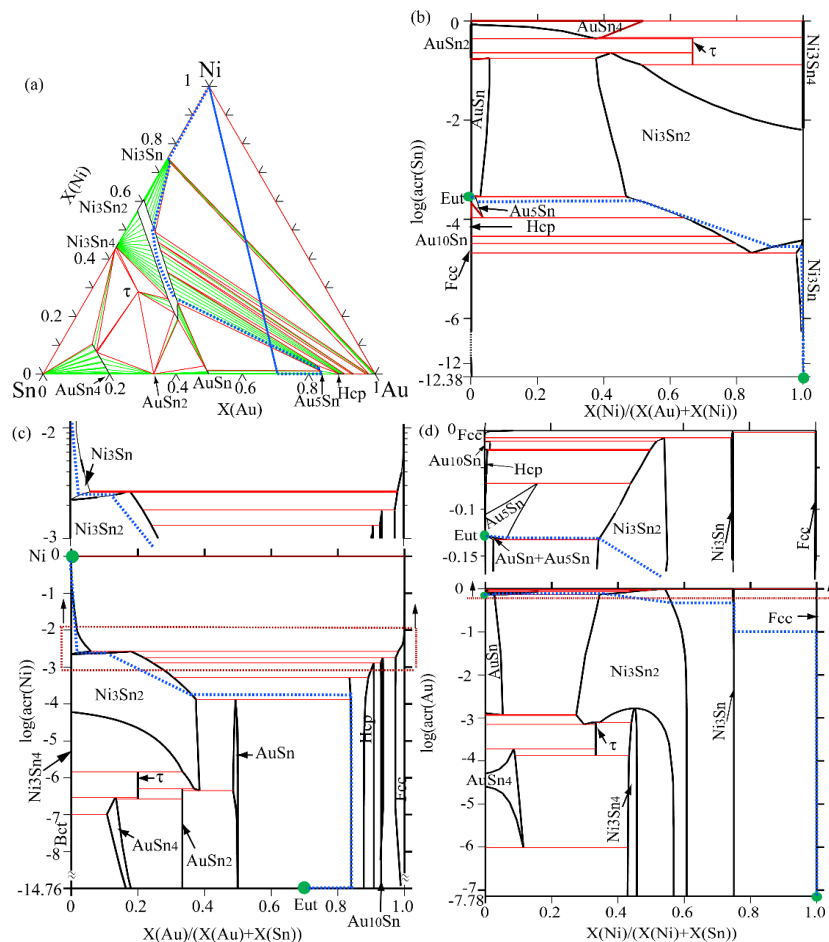 (a)
Ni
1
0.8
Ni3Sn
X(Ni)
0.6
Ni3Sn2
Ni3Sn4
0.4
τ
0.2
0
Sn
0
0.2
0.4
0.6
0.8
1
Au
AuSn4
AuSn2
AuSn
Au5Sn
Hcp
X(Au)
(b)
0
AuSn4
AuSn2
τ
Ni3Sn4
AuSn
-2
Ni3Sn2
log(acr(Sn))
Eut
Au5Sn
-4
Hcp
Au10Sn
Fcc
Ni3Sn
-6
-12
-12.38
0
0.2
0.4
0.6
0.8
1.0
X(Ni)/(X(Au)+X(Ni))
(c)
-2
Ni3Sn
Ni3Sn2
-3
Ni
0
-1
-2
-3
log(acr(Ni))
Ni3Sn2
-4
Hcp
-5
AuSn
Ni3Sn4
-6
τ
Fcc
-7
Bct
AuSn4
AuSn2
-8
-14.76
Eut
Au10Sn
0
0.2
0.4
0.6
0.8
1.0
X(Au)/(X(Au)+X(Sn))
(d)
0
Fcc
Au10Sn
Hcp
-0.1
Au5Sn
Ni3Sn2
Eut
AuSn+Au5Sn
-0.15
Ni3Sn
Fcc
0
Fcc
-1
AuSn
Ni3Sn2
-2
Ni3Sn
log(acr(Au))
-3
τ
-4
AuSn4
-5
Ni3Sn4
-6
-7
-7.78
0
0.2
0.4
0.6
0.8
1.0
X(Ni)/(X(Ni)+X(Sn))